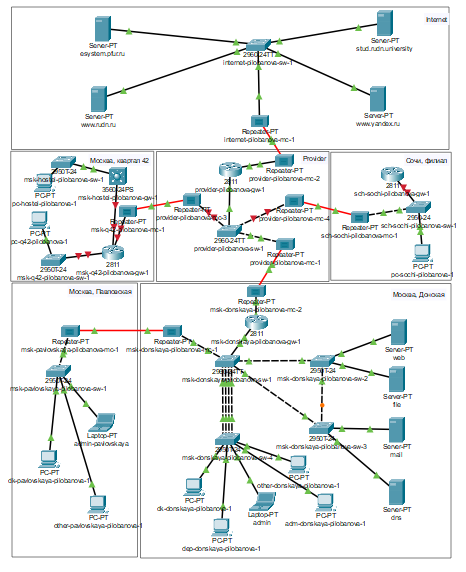 Internet
Server-PT
esystem.pfur.ru
Server-PT
stud.rudn.university
2960-24TT
internet-pilobanova-sw-1
Server-PT
www.rudn.ru
Server-PT
www.yandex.ru
Repeater-PT
internet-pilobanova-mc-1
Москва, квартал 42
2950T-24
msk-hostel-pilobanova-sw-1
3560-24PS
msk-hostel-pilobanova-gw-1
PC-PT
pc-hostel-pilobanova-1
Repeater-PT
msk-q42-pilobanova-mc-1
PC-PT
pc-q42-pilobanova-1
2950T-24
msk-q42-pilobanova-sw-1
2811
msk-q42-pilobanova-gw-1
Provider
Repeater-PT
provider-pilobanova-mc-2
2811
provider-pilobanova-gw-1
Repeater-PT
Repeater-PT
2960-24TT
provider-pilobanova-sw-1
Repeater-PT
provider-pilobanova-mc-1
Сочи, филиал
2811
sch-sochi-pilobanova-gw-1
2950-24
sch-sochi-pilobanova-sw-1
Repeater-PT
sch-sochi-pilobanova-mc-1
PC-PT
pc-sochi-pilobanova-1
Москва, Павловская
Repeater-PT
msk-pavlovskaya-pilobanova-mc-1
2950T-24
msk-pavlovskaya-pilobanova-sw-1
Laptop-PT
admin-pavlovskaya
PC-PT
dk-pavlovskaya-pilobanova-1
PC-PT
other-pavlovskaya-pilobanova-1
Москва, Донская
Repeater-PT
msk-donskaya-pilobanova-mc-2
2811
msk-donskaya-pilobanova-gw-1
Repeater-PT
msk-donskaya-pilobanova-mc-1
msk-donskaya-pilobanova-sw-1
2950T-24
msk-donskaya-pilobanova-sw-2
Server-PT
web
Server-PT
file
2950T-24
msk-donskaya-pilobanova-sw-3
Server-PT
mail
Server-PT
dns
2950T-24
msk-donskaya-pilobanova-sw-4
PC-PT
other-donskaya-pilobanova-1
PC-PT
dk-donskaya-pilobanova-1
Laptop-PT
admin
PC-PT
adm-donskaya-pilobanova-1
PC-PT
dep-donskaya-pilobanova-1